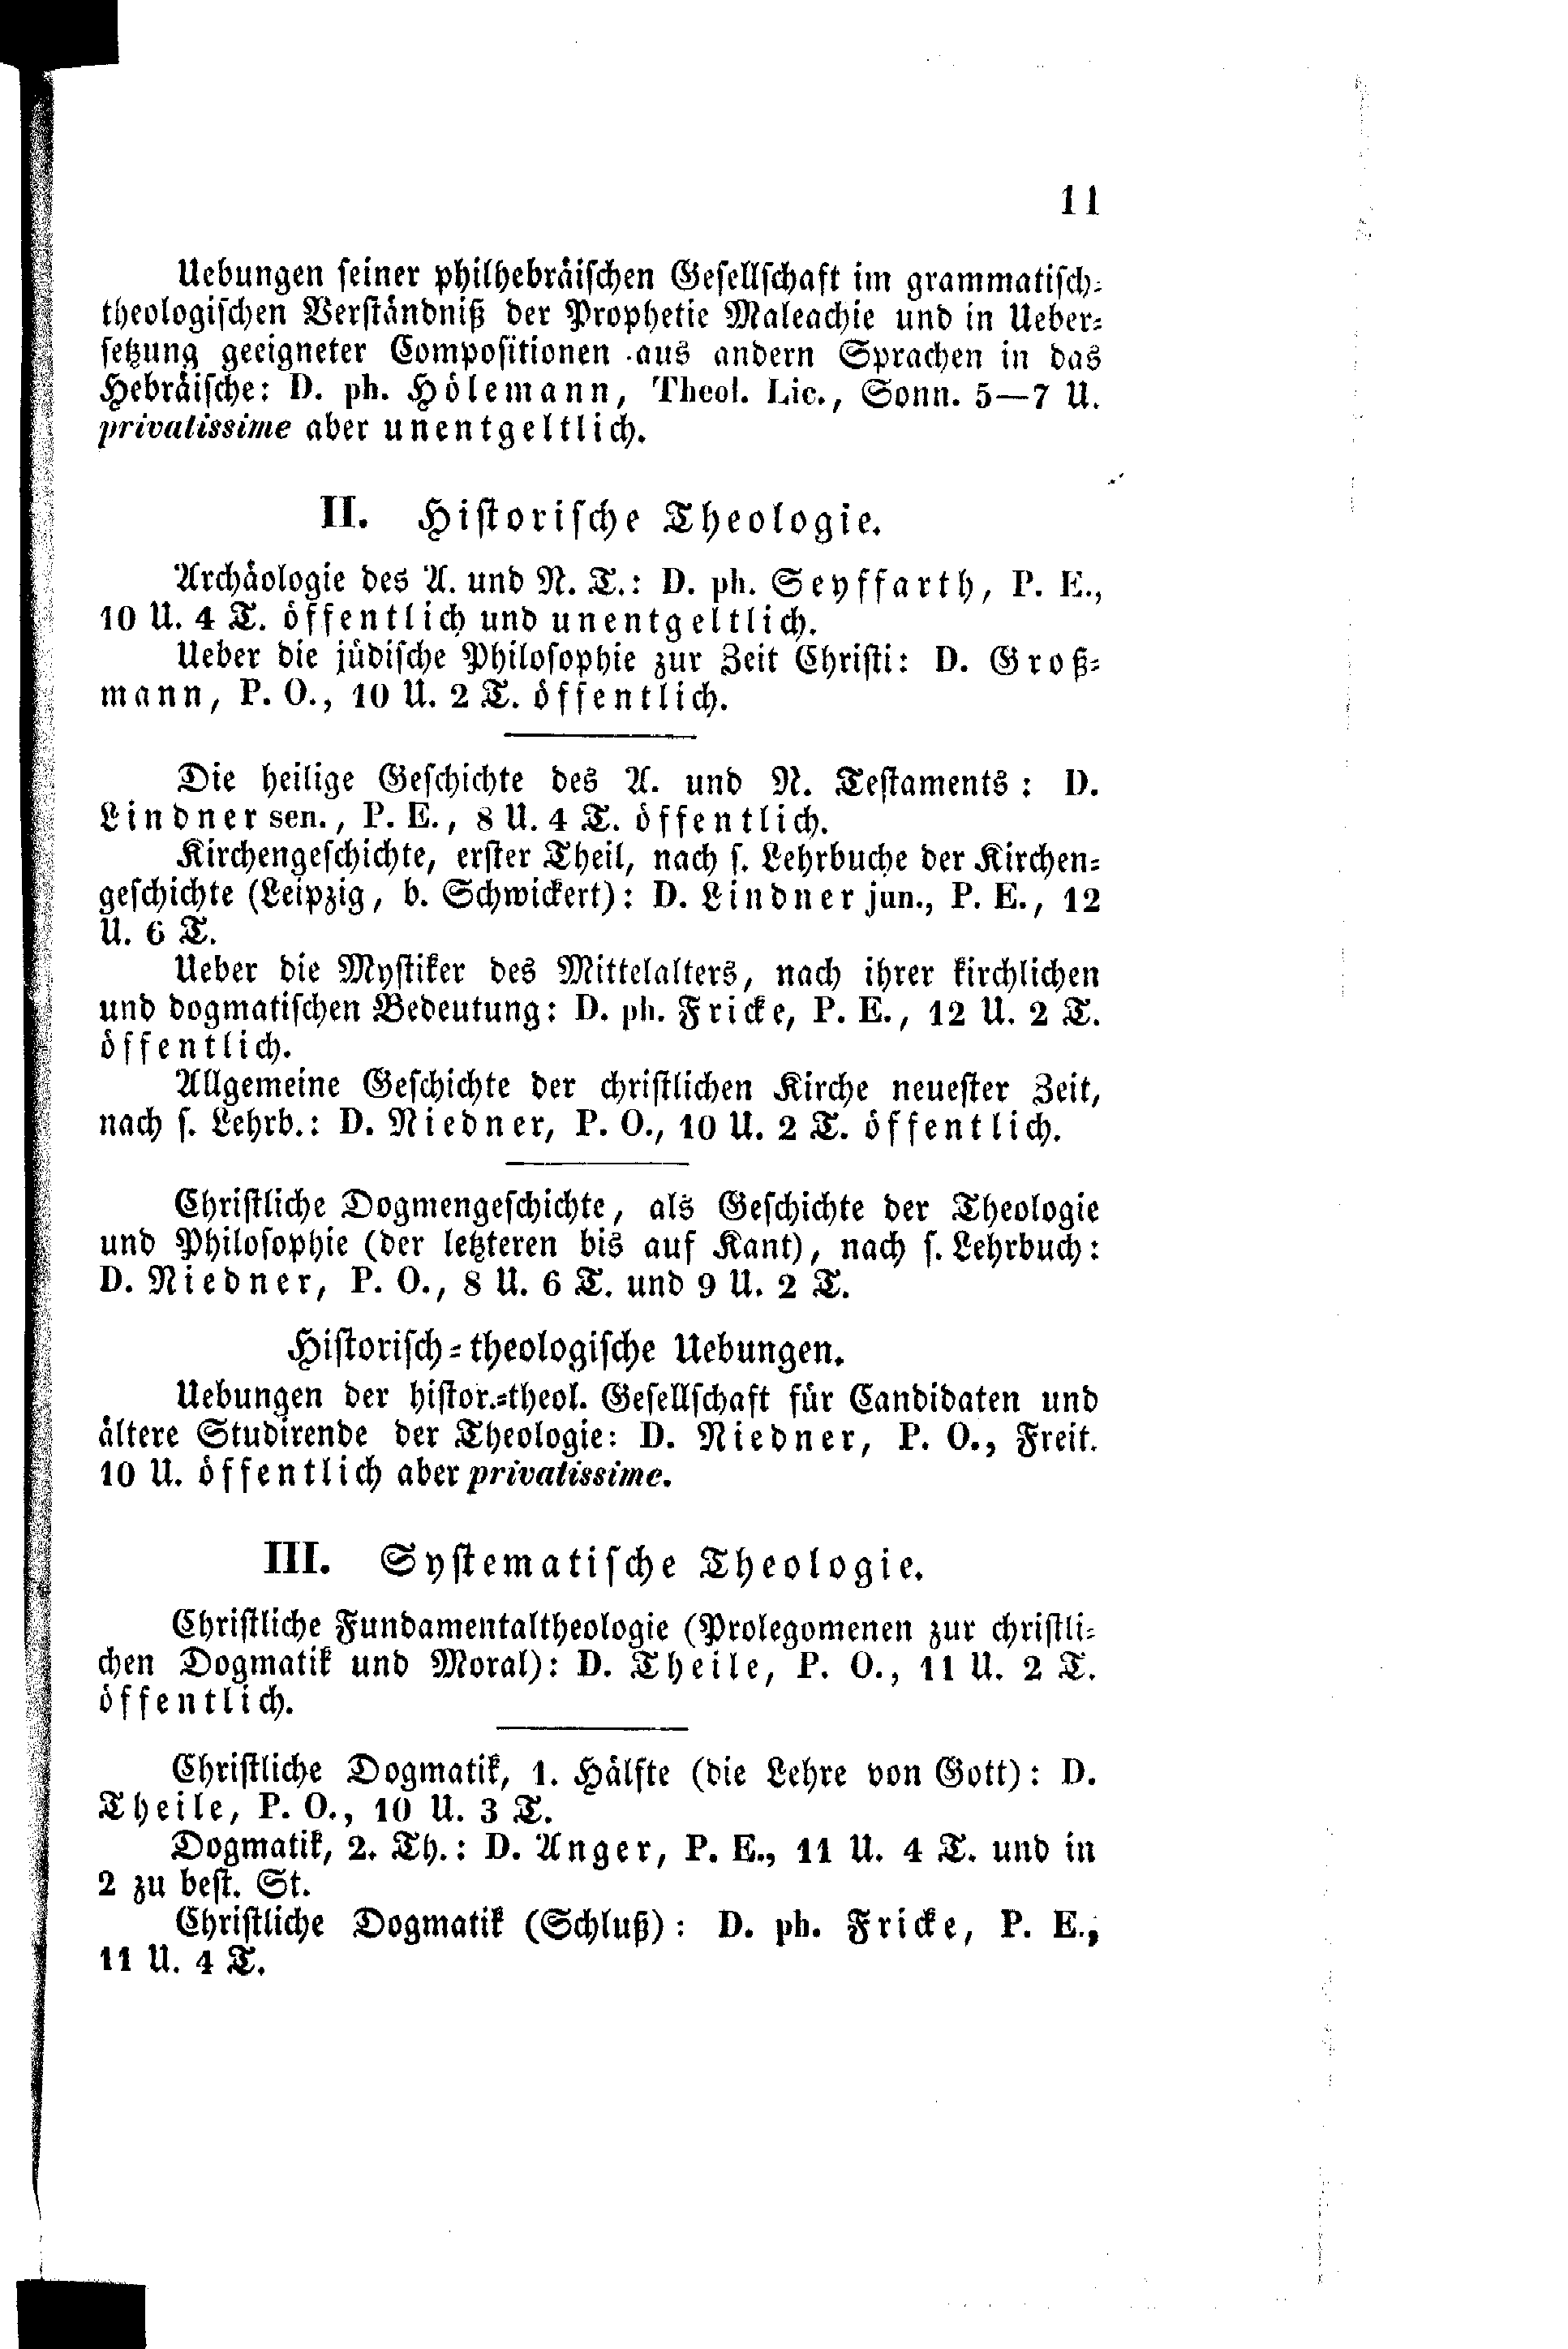 11
Uebungen seiner philhebräischen Gesellschaft im grammatisch-
theologischen Verständniß der Prophetie Maleachie und in Ueber-
setzung geeigneter Compositionen aus andern Sprachen in das
Hebräische: D. ph. Hölemann, Theol. Lic., Sonn. 5—7 U.
privatissime aber unentgeltlich.
II. Historische Theologie.
Archäologie des A. und N. T.: D. ph. Seyffarth, P. E.,
10 U. 4 T. öffentlich und unentgeltlich.
Ueber die jüdische Philosophie zur Zeit Christi: D. Groß-
mann, P. O., 10 U. 2 T. öffentlich.
Die heilige Geschichte des A. und N. Testaments: D.
Lindner sen., P. E., 8 U. 4 T. öffentlich.
Kirchengeschichte, erster Theil, nach s. Lehrbuche der Kirchen-
geschichte (Leipzig, b. Schwickert): D. Lindner jun., P. E., 12
U. 6 T.
Ueber die Mystiker des Mittelalters, nach ihrer kirchlichen
und dogmatischen Bedeutung: D. ph. Fricke, P. E., 12 U. 2 T.
öffentlich.
Allgemeine Geschichte der christlichen Kirche neuester Zeit,
nach s. Lehrb.: D. Niedner, P. O., 10 U. 2 T. öffentlich.
Christliche Dogmengeschichte, als Geschichte der Theologie
und Philosophie (der letzteren bis auf Kant), nach s. Lehrbuch:
D. Niedner, P. O., 8 U. 6 T. und 9 U. 2 T.
Historisch-theologische Uebungen.
Uebungen der histor.-theol. Gesellschaft für Candidaten und
ältere Studirende der Theologie: D. Niedner, P. O., Freit.
10 U. öffentlich aber privatissime.
III. Systematische Theologie.
Christliche Fundamentaltheologie (Prolegomenen zur christli-
chen Dogmatik und Moral): D. Theile, P. O., 11 U. 2 T.
öffentlich.
Christliche Dogmatik, 1. Hälfte (die Lehre von Gott): D.
Theile, P. O., 10 U. 3 T.
Dogmatik, 2. Th.: D. Anger, P. E., 11 U. 4 T. und in
2 zu best. St.
Christliche Dogmatik (Schluß): D. ph. Fricke, P. E.,
11 U. 4 T.